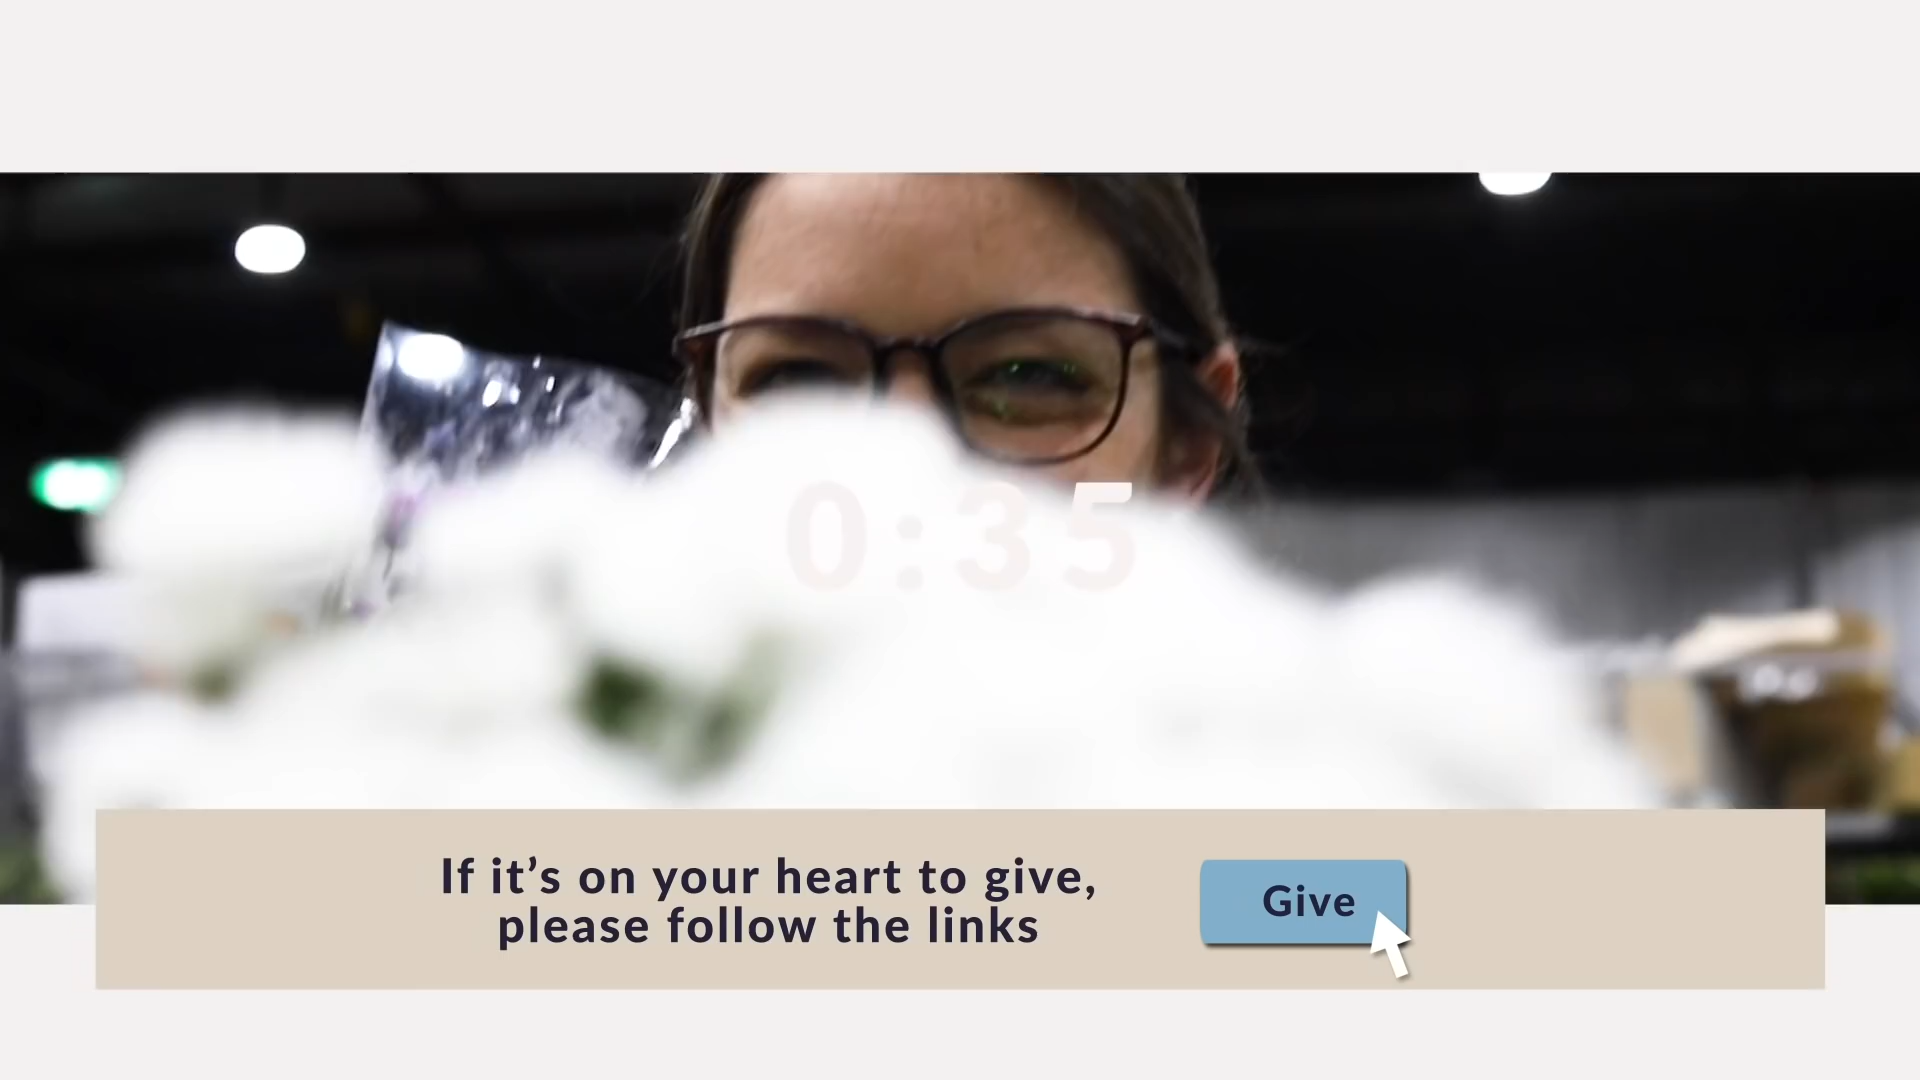 0:35
If it’s on your heart to give,
please follow the links
Give